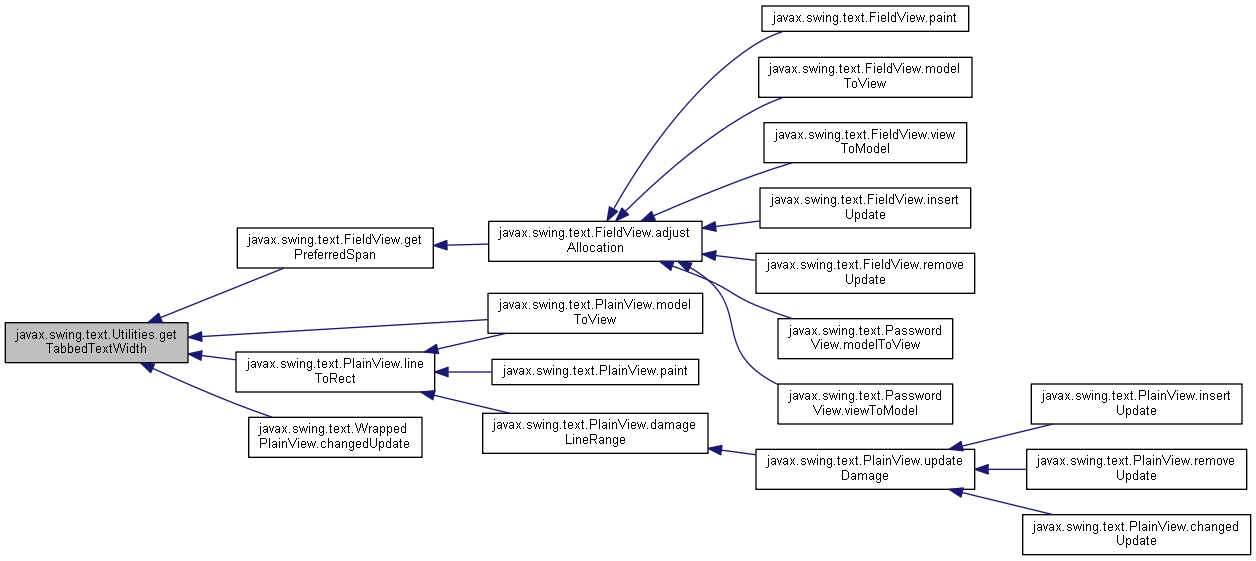 javax.swing.text.FieldView.paint
javax.swing.text.FieldView.model
ToView
javax.swing.text.FieldView.view
ToModel
javax.swing.text.FieldView.insert
Update
javax.swing.text.FieldView.adjust
Allocation
javax.swing.text.FieldView.get
PreferredSpan
javax.swing.text.FieldView.remove
Update
javax.swing.text.PlainView.model
ToView
javax.swing.text.Utilities.get
TabbedTextWidth
javax.swing.text.Password
View.modelToView
javax.swing.text.PlainView.line
ToRect
javax.swing.text.PlainView.paint
javax.swing.text.Password
View.viewToModel
javax.swing.text.Wrapped
PlainView.changedUpdate
javax.swing.text.PlainView.damage
LineRange
javax.swing.text.PlainView.insert
Update
javax.swing.text.PlainView.update
Damage
javax.swing.text.PlainView.remove
Update
javax.swing.text.PlainView.changed
Update